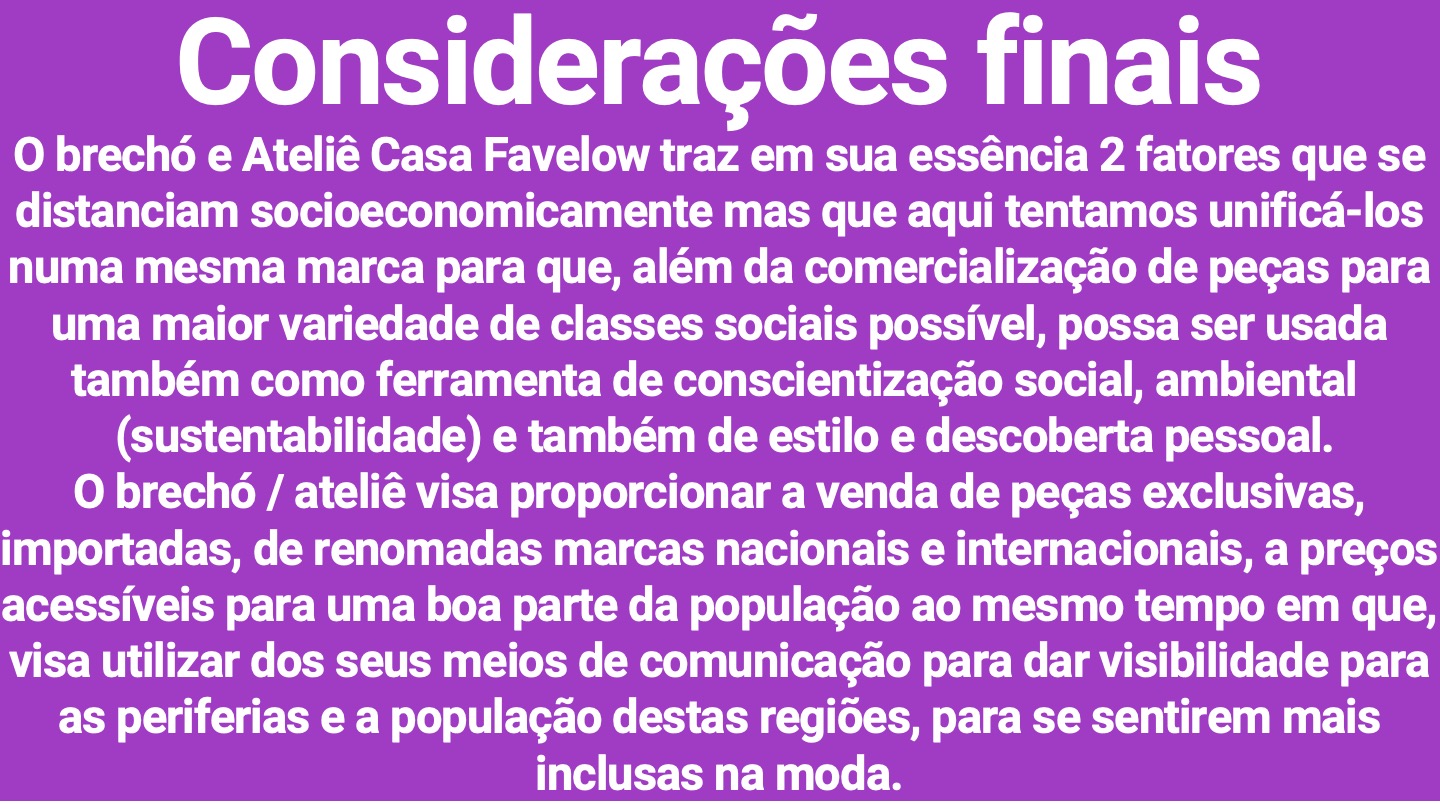 Considerações finais
O brechó e Ateliê Casa Favelow traz em sua essência 2 fatores que se
distanciam socioeconomicamente mas que aqui tentamos unificá-los
numa mesma marca para que, além da comercialização de peças para
uma maior variedade de classes sociais possível, possa ser usada
também como ferramenta de conscientização social, ambiental
(sustentabilidade) e também de estilo e descoberta pessoal.
O brechó / ateliê visa proporcionar a venda de peças exclusivas,
importadas, de renomadas marcas nacionais e internacionais, a preços
acessíveis para uma boa parte da população ao mesmo tempo em que,
visa utilizar dos seus meios de comunicação para dar visibilidade para
as periferias e a população destas regiões, para se sentirem mais
inclusas na moda.